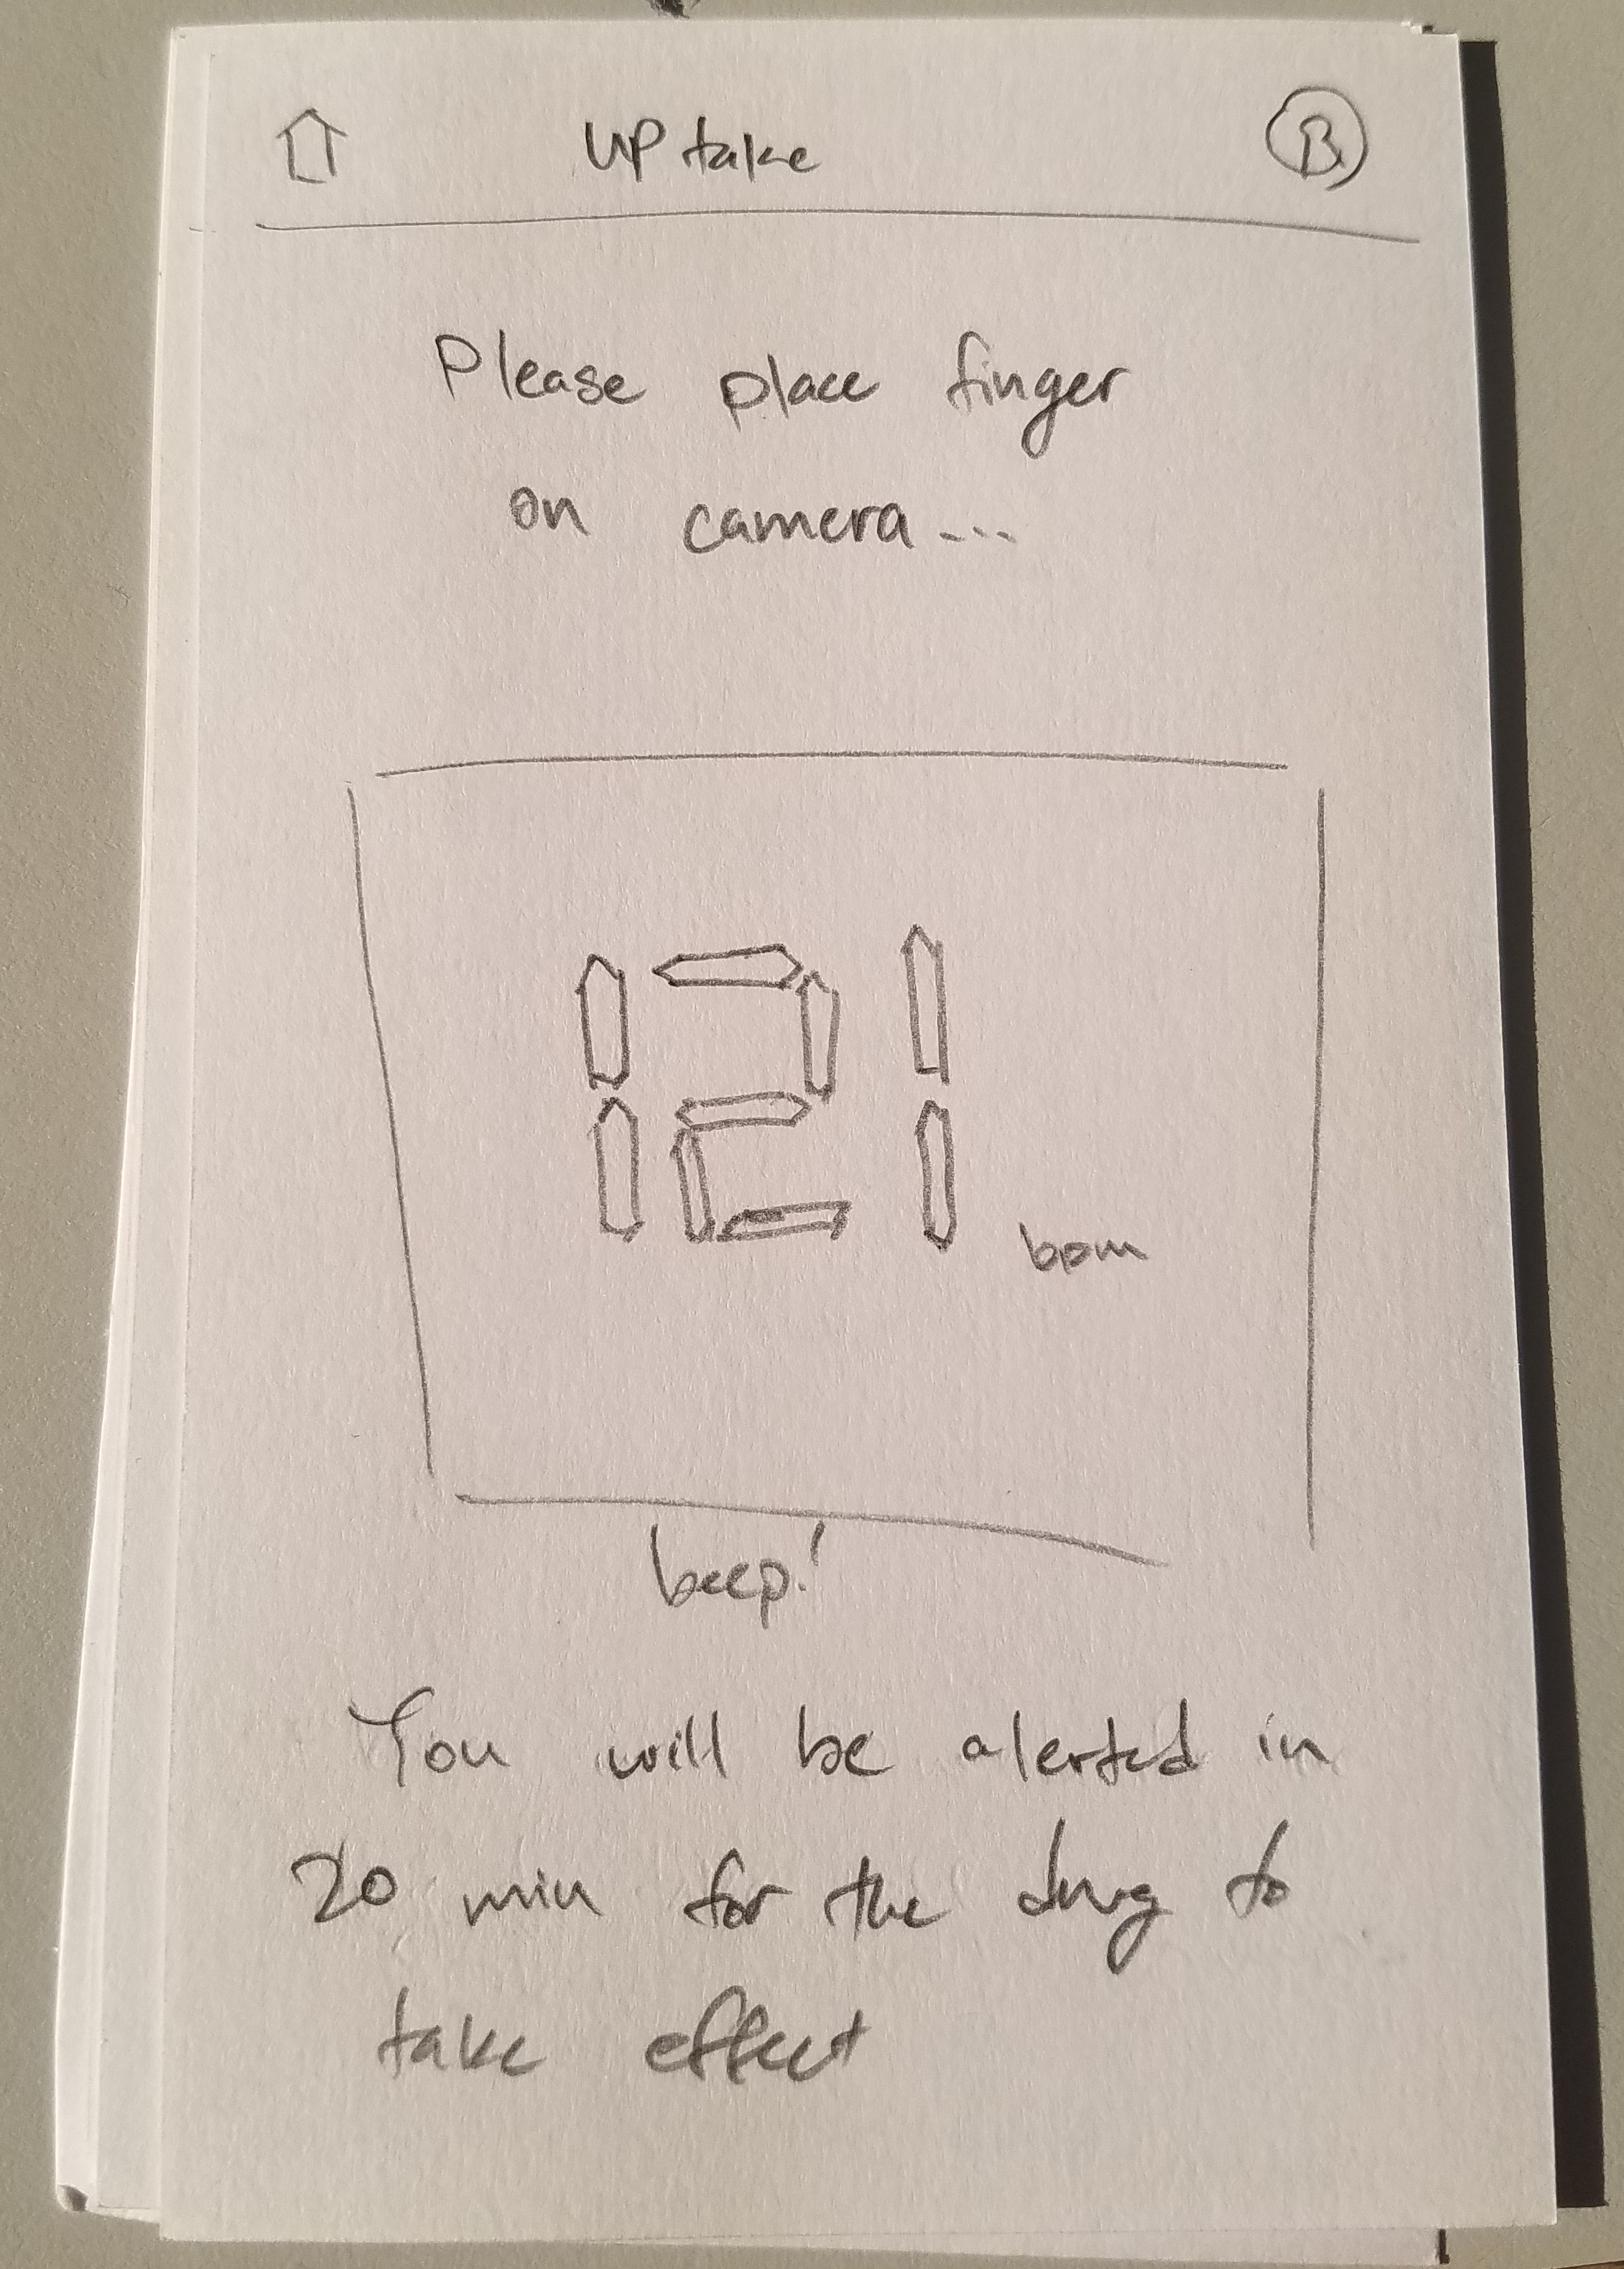 UPtake B
Please place finger
on camera...
121 bpm
beep!
You will be alerted in
20 min for the drug to
take effect